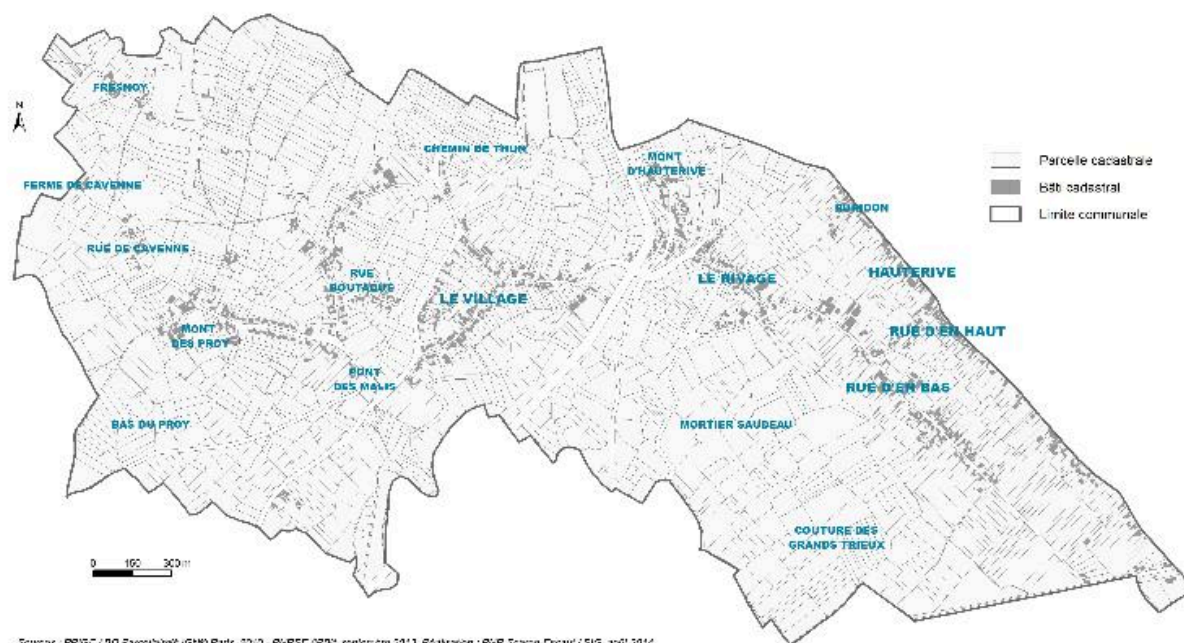 FRESNOY
N
CHEMIN DE THUN
MONT
D'HAUTERIVE
Parcelle cadastrale
FERME DE CAVENNE
Bâti cadastral
Limite communale
RUE DE CAVENNE
RUE
BOUTAQUE
LE VILLAGE
LE RIVAGE
HAUTERIVE
MONT
DES PROY
RUE D'EN HAUT
PONT
DES MALIS
RUE D'EN BAS
BAS DU PROY
MORTIER SAUDEAU
COUTURE DES
GRANDS TRIEUX
0 150 300 m